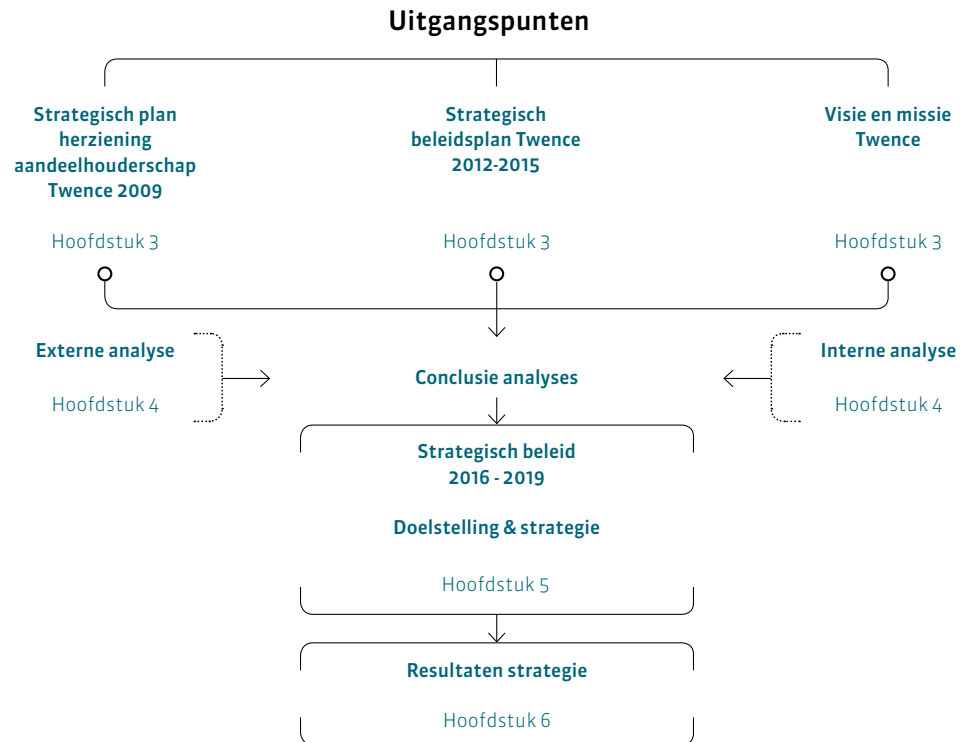 Uitgangspunten
Strategisch plan
herziening
aandeelhouderschap
Twence 2009
Hoofdstuk 3
Strategisch
beleidsplan Twence
2012-2015
Hoofdstuk 3
Visie en missie
Twence
Hoofdstuk 3
Externe analyse
Hoofdstuk 4
Conclusie analyses
Interne analyse
Hoofdstuk 4
Strategisch beleid
2016 - 2019
Doelstelling & strategie
Hoofdstuk 5
Resultaten strategie
Hoofdstuk 6